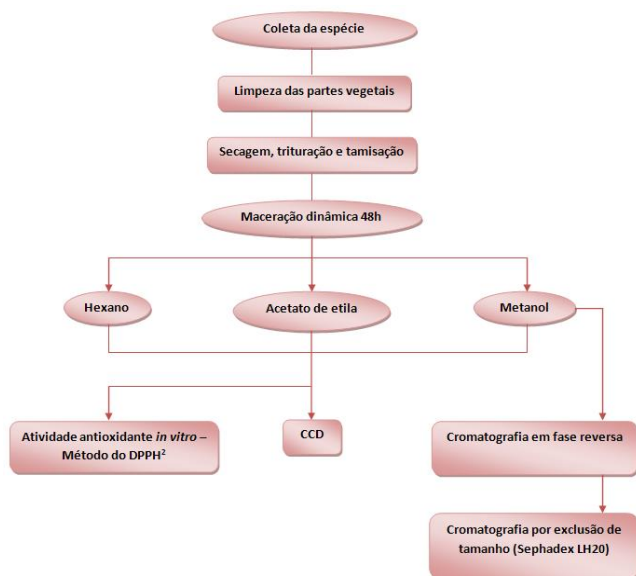 Coleta da espécie
Limpeza das partes vegetais
Secagem, trituração e tamisação
Maceração dinâmica 48h
Hexano
Acetato de etila
Metanol
Atividade antioxidante in vitro –
Método do DPPH²
CCD
Cromatografia em fase reversa
Cromatografia por exclusão de
tamanho (Sephadex LH20)